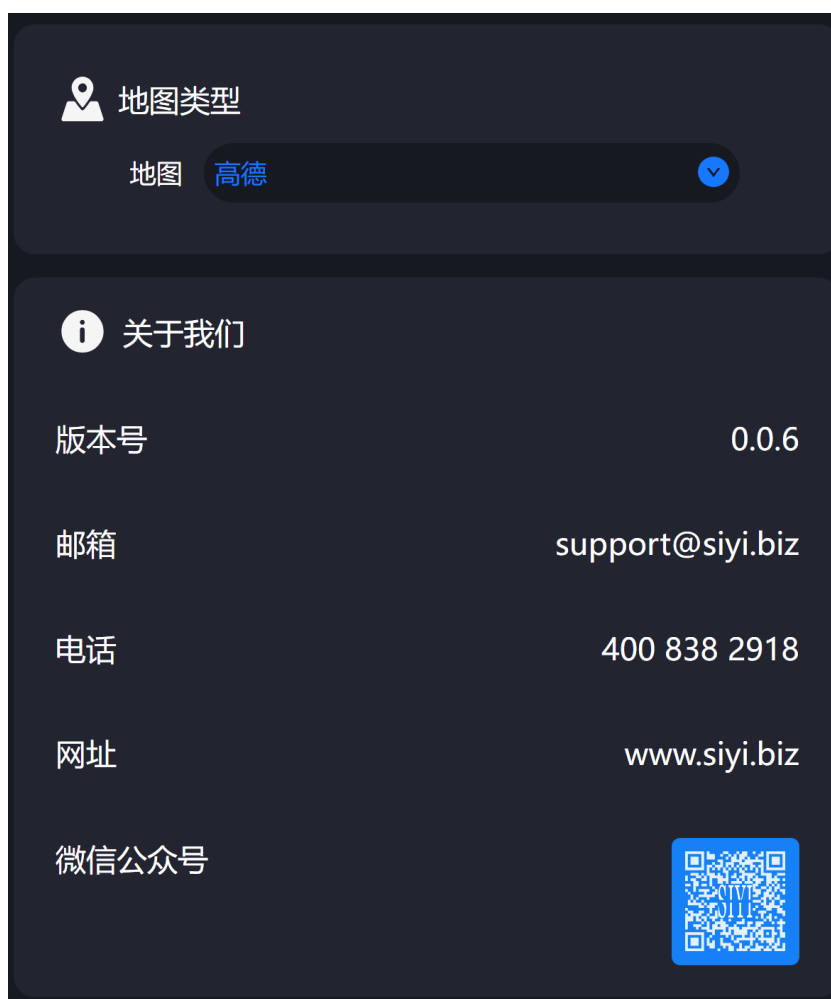 地图类型
地图 高德
关于我们
版本号 0.0.6
邮箱 support@siyi.biz
电话 400 838 2918
网址 www.siyi.biz
微信公众号
SIYI